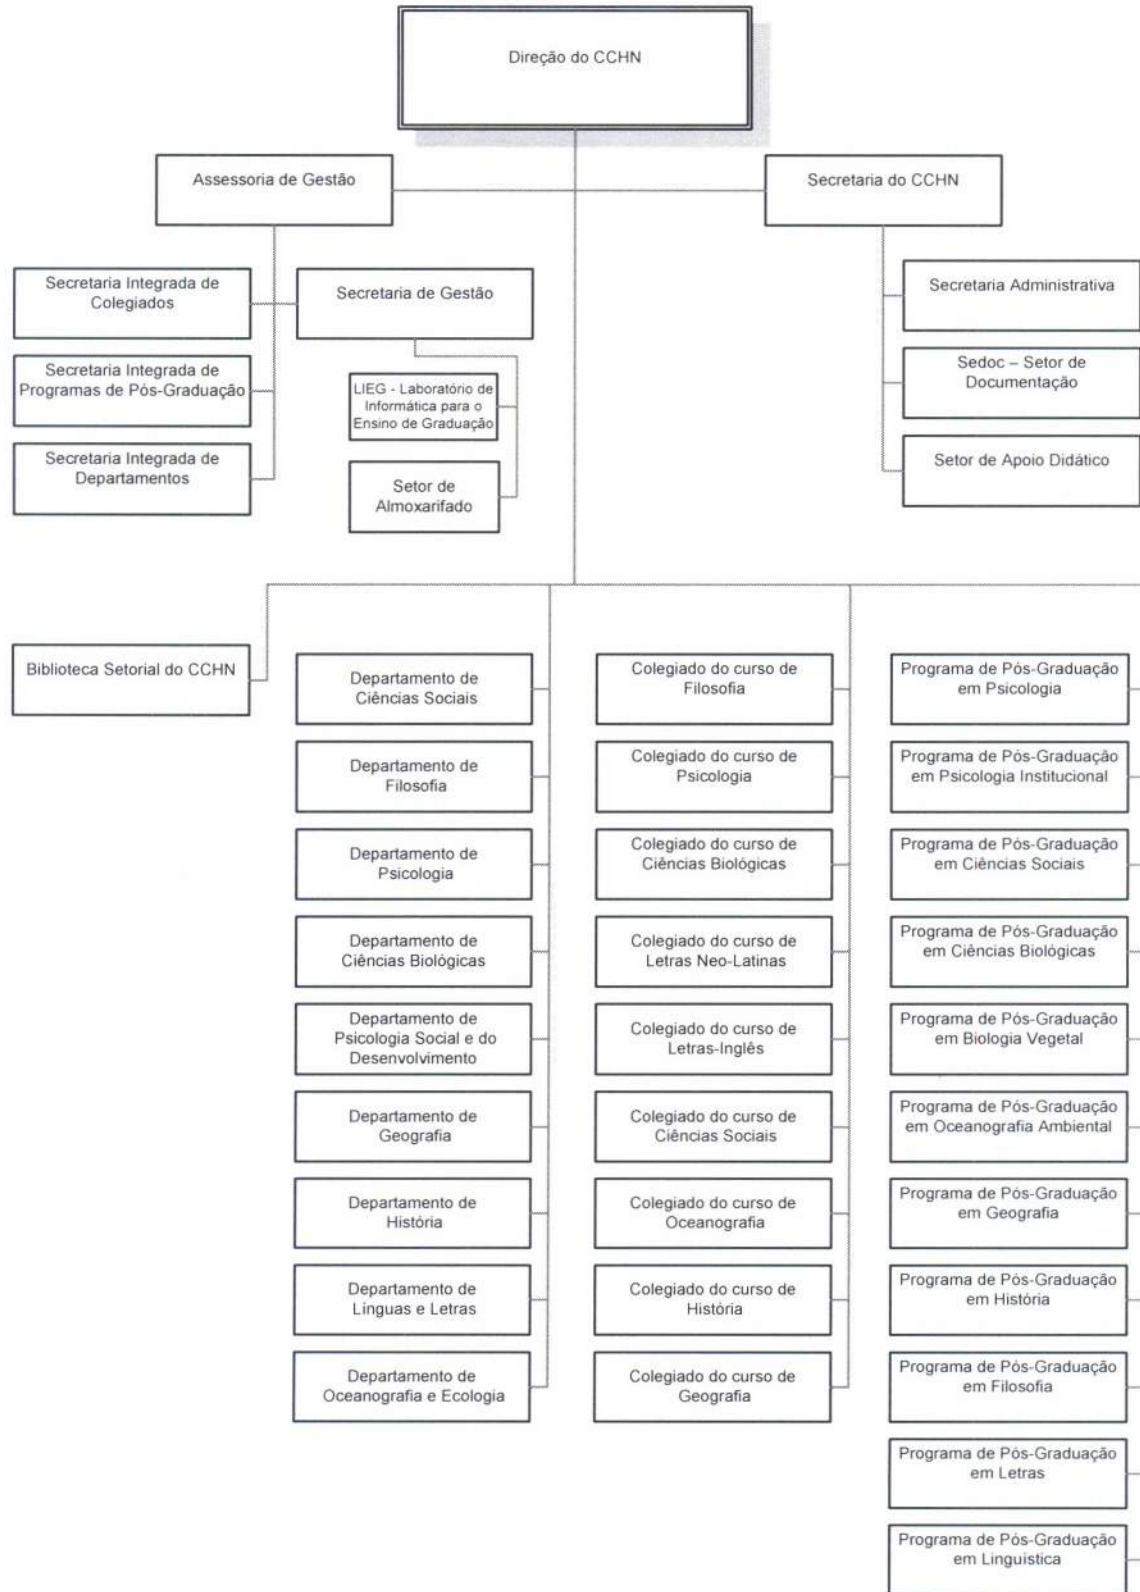 Direção do CCHN
Assessoria de Gestão
Secretaria do CCHN
Secretaria Integrada de
Colegiados
Secretaria de Gestão
Secretaria Integrada de
Programas de Pós-Graduação
LIEG - Laboratório de
Informática para o
Ensino de Graduação
Secretaria Integrada de
Departamentos
Setor de
Almoxarifado
Secretaria Administrativa
Sedoc – Setor de
Documentação
Setor de Apoio Didático
Biblioteca Setorial do CCHN
Departamento de
Ciências Sociais
Departamento de
Filosofia
Departamento de
Psicologia
Departamento de
Ciências Biológicas
Departamento de
Psicologia Social e do
Desenvolvimento
Departamento de
Geografia
Departamento de
História
Departamento de
Línguas e Letras
Departamento de
Oceanografia e Ecologia
Colegiado do curso de
Filosofia
Colegiado do curso de
Psicologia
Colegiado do curso de
Ciências Biológicas
Colegiado do curso de
Letras Neo-Latinas
Colegiado do curso de
Letras-Inglês
Colegiado do curso de
Ciências Sociais
Colegiado do curso de
Oceanografia
Colegiado do curso de
História
Colegiado do curso de
Geografia
Programa de Pós-Graduação
em Psicologia
Programa de Pós-Graduação
em Psicologia Institucional
Programa de Pós-Graduação
em Ciências Sociais
Programa de Pós-Graduação
em Ciências Biológicas
Programa de Pós-Graduação
em Biologia Vegetal
Programa de Pós-Graduação
em Oceanografia Ambiental
Programa de Pós-Graduação
em Geografia
Programa de Pós-Graduação
em História
Programa de Pós-Graduação
em Filosofia
Programa de Pós-Graduação
em Letras
Programa de Pós-Graduação
em Linguística